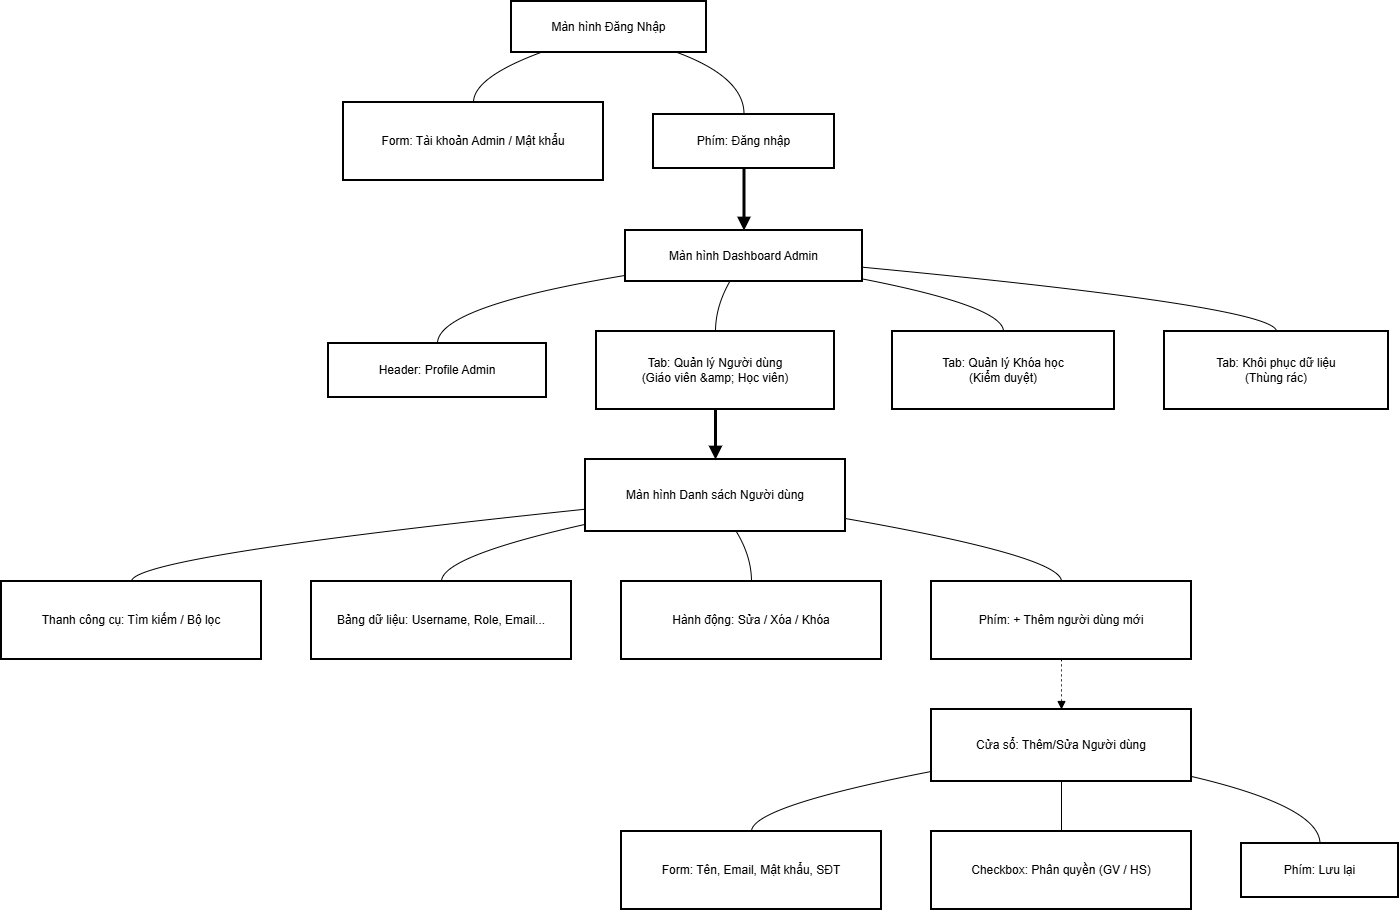 Màn hình Đăng Nhập
Form: Tài khoản Admin / Mật khẩu
Phím: Đăng nhập
Màn hình Dashboard Admin
Header: Profile Admin
Tab: Quản lý Người dùng
(Giáo viên &amp; Học viên)
Tab: Quản lý Khóa học
(Kiểm duyệt)
Tab: Khôi phục dữ liệu
(Thùng rác)
Màn hình Danh sách Người dùng
Thanh công cụ: Tìm kiếm / Bộ lọc
Bảng dữ liệu: Username, Role, Email...
Hành động: Sửa / Xóa / Khóa
Phím: + Thêm người dùng mới
Cửa sổ: Thêm/Sửa Người dùng
Form: Tên, Email, Mật khẩu, SĐT
Checkbox: Phân quyền (GV / HS)
Phím: Lưu lại